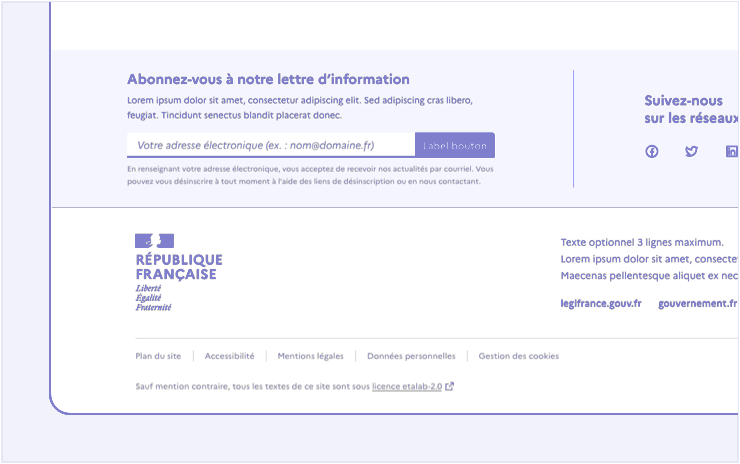 Abonnez-vous à notre lettre d’information
Lorem ipsum dolor sit amet, consectetur adipiscing elit. Sed adipiscing cras libero,
feugiat. Tincidunt senectus blandit placerat donec.
Votre adresse électronique (ex. : nom@domaine.fr)
Label bouton
En renseignant votre adresse électronique, vous acceptez de recevoir nos actualités par courriel. Vous
pouvez vous désinscrire à tout moment à l’aide des liens de désinscription ou en nous contactant.
Suivez-nous
sur les réseaux
RÉPUBLIQUE
FRANÇAISE
Liberté
Égalité
Fraternité
Texte optionnel 3 lignes maximum.
Lorem ipsum dolor sit amet, consecte
Maecenas pellentesque aliquet ex nec
legifrance.gouv.fr gouvernement.fr
Plan du site Accessibilité Mentions légales Données personnelles Gestion des cookies
Sauf mention contraire, tous les textes de ce site sont sous licence etalab-2.0